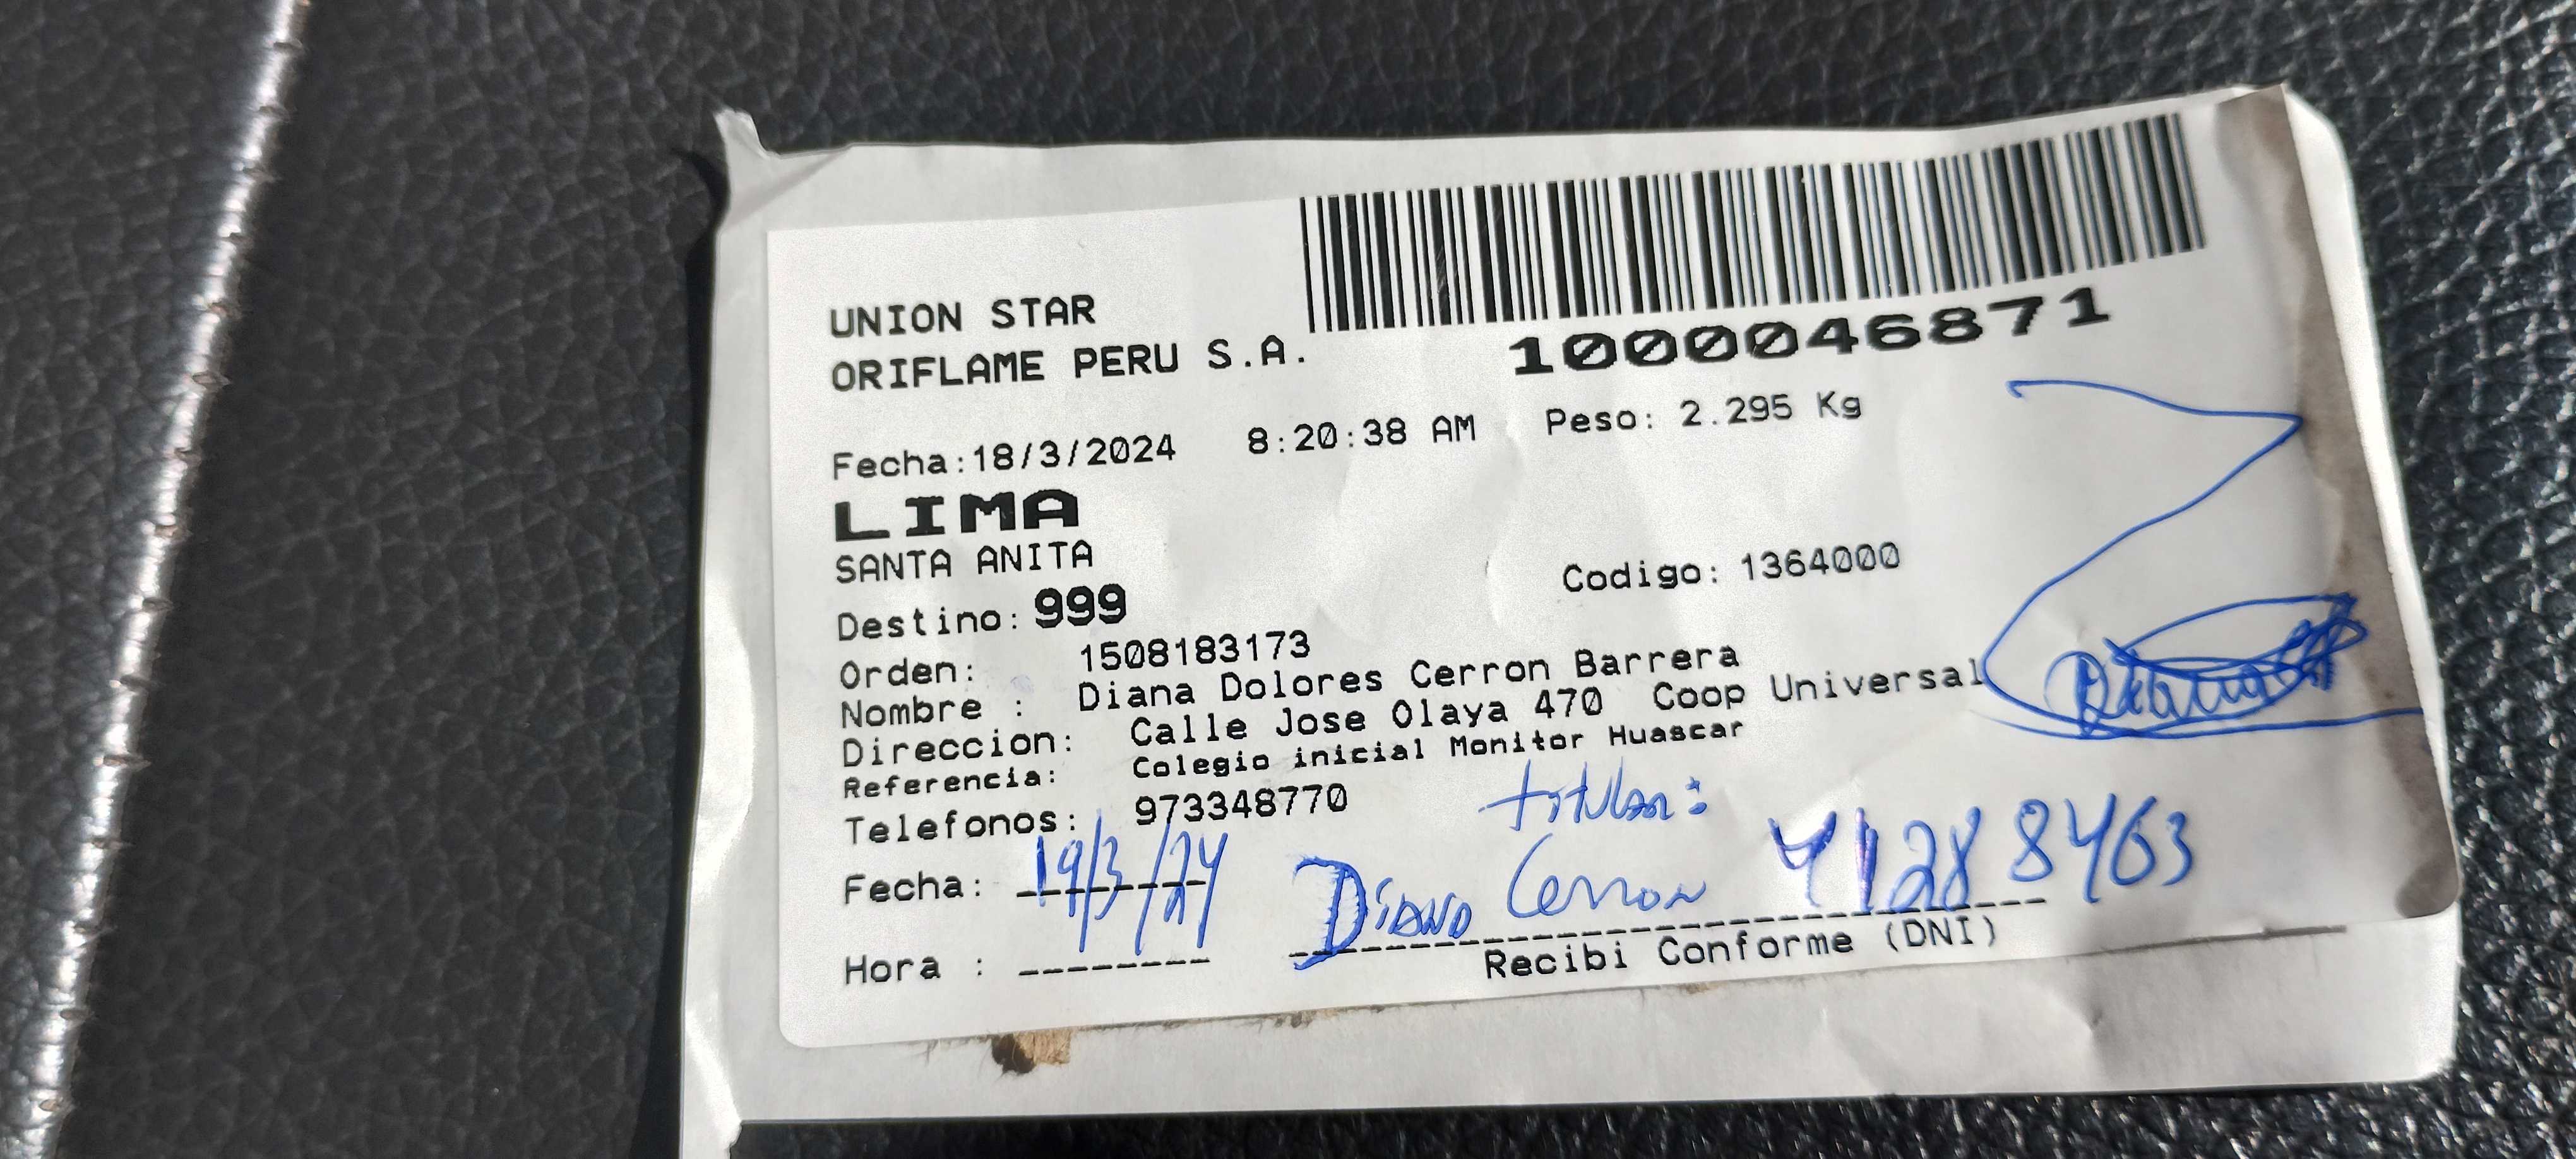 UNION STAR
ORIFLAME PERU S.A.
1000046871
Fecha:18/3/2024 8:20:38 AM Peso: 2.295 Kg
LIMA
SANTA ANITA
Codigo: 1364000
Destino: 999
Orden: 1508183173
Nombre : Diana Dolores Cerron Barrera
Direccion: Calle Jose Olaya 470 Coop Universal
Referencia: Colegio inicial Monitor Huascar
Telefonos: 973348770
titular:
Fecha: 19/3/24 Diana Cerron 41288463
Hora :
Recibi Conforme (DNI)